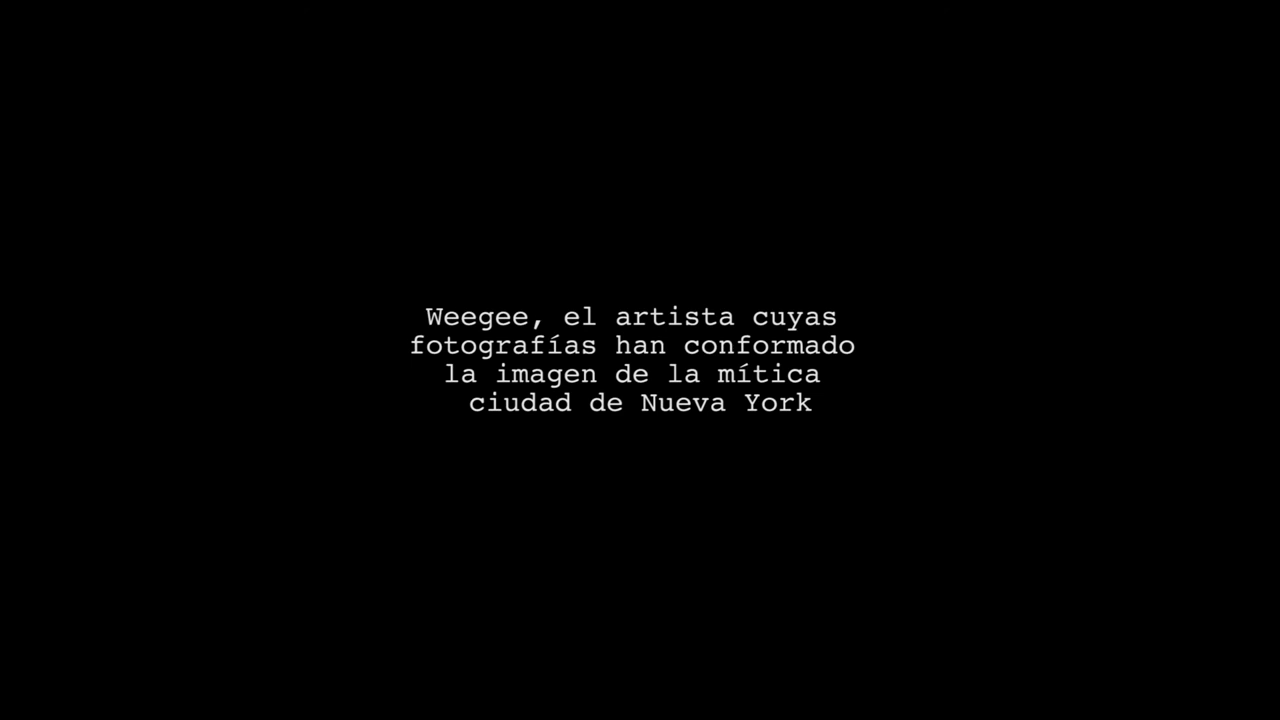 Weegee, el artista cuyas
fotografías han conformado
la imagen de la mítica
ciudad de Nueva York